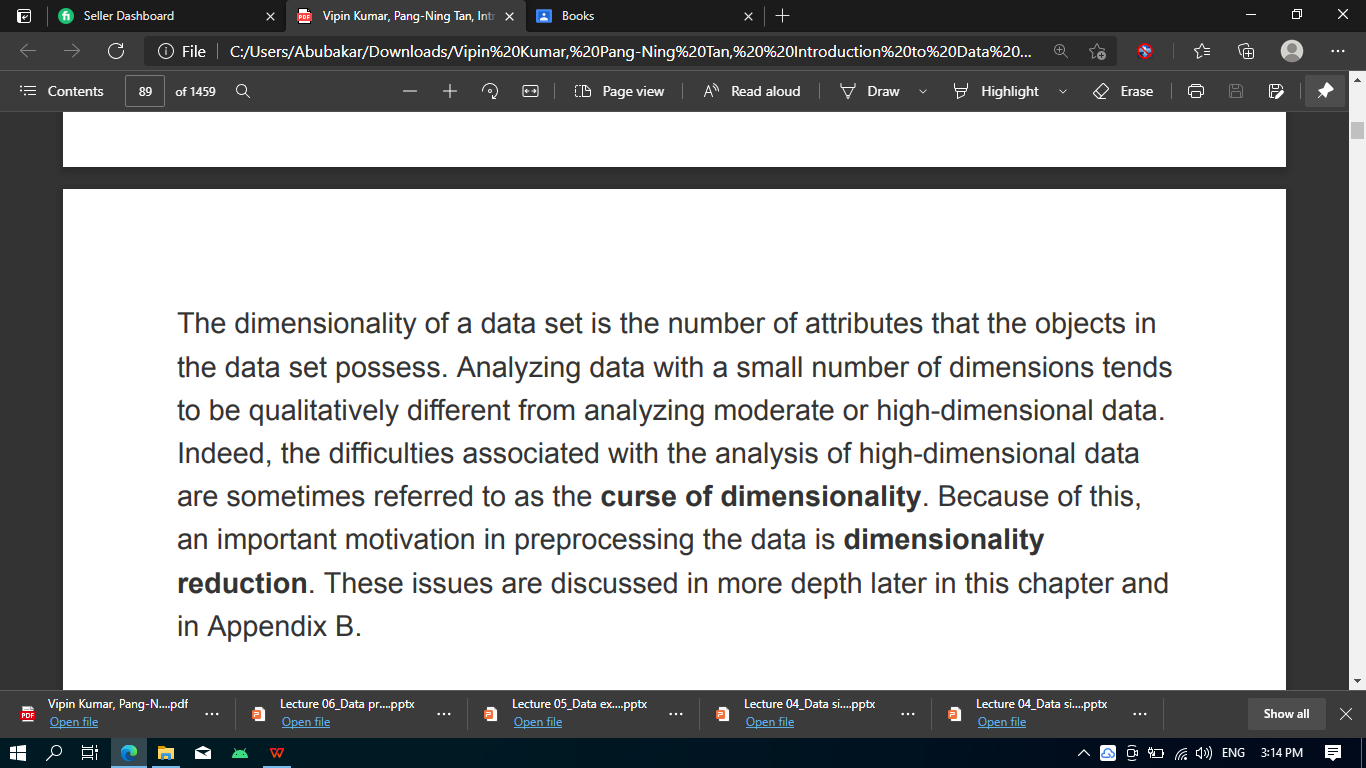 Seller Dashboard
Vipin Kumar, Pang-Ning Tan, Int
Books
File
C:/Users/Abubakar/Downloads/Vipin%20Kumar,%20Pang-Ning%20Tan,%20%20Introduction%20to%20Data%20...
Contents
89
of 1459
Page view
Read aloud
Draw
Highlight
Erase
The dimensionality of a data set is the number of attributes that the objects in
the data set possess. Analyzing data with a small number of dimensions tends
to be qualitatively different from analyzing moderate or high-dimensional data.
Indeed, the difficulties associated with the analysis of high-dimensional data
are sometimes referred to as the curse of dimensionality. Because of this,
an important motivation in preprocessing the data is dimensionality
reduction. These issues are discussed in more depth later in this chapter and
in Appendix B.
Vipin Kumar, Pang-N....pdf
Open file
Lecture 06_Data pr....pptx
Open file
Lecture 05_Data ex....pptx
Open file
Lecture 04_Data si....pptx
Open file
Lecture 04_Data si....pptx
Open file
Show all
ENG
3:14 PM